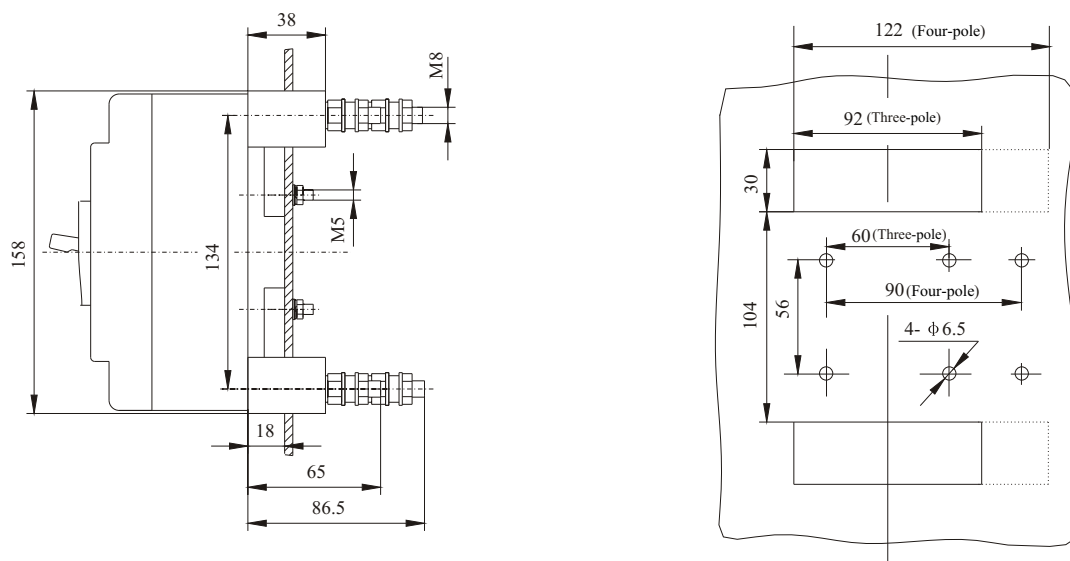 38
M8
158
134
M5
18
65
86.5
122 (Four-pole)
92 (Three-pole)
30
60 (Three-pole)
90 (Four-pole)
56
104
4- ф6.5